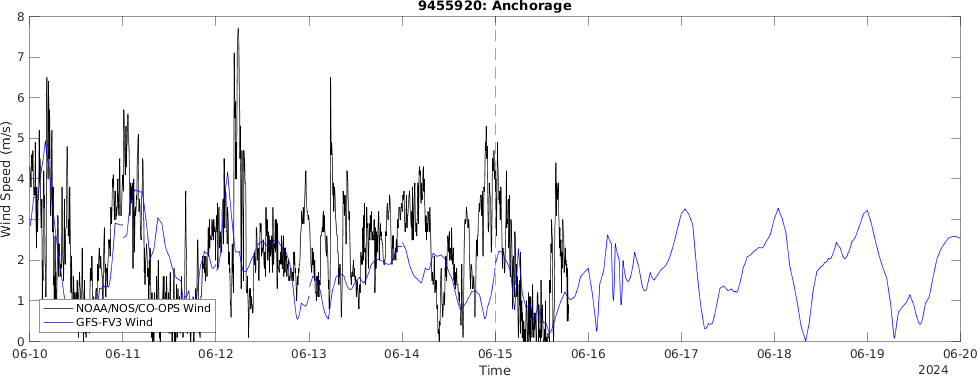 9455920: Anchorage
8
7
6
5
4
3
2
1
0
Wind Speed (m/s)
NOAA/NOS/CO-OPS Wind
GFS-FV3 Wind
06-10 06-11 06-12 06-13 06-14 06-15 06-16 06-17 06-18 06-19 06-20
Time
2024